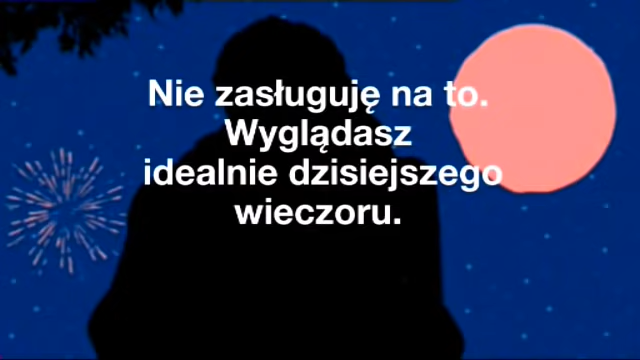 Nie zasługuję na to.
Wyglądasz
idealnie dzisiejszego
wieczoru.